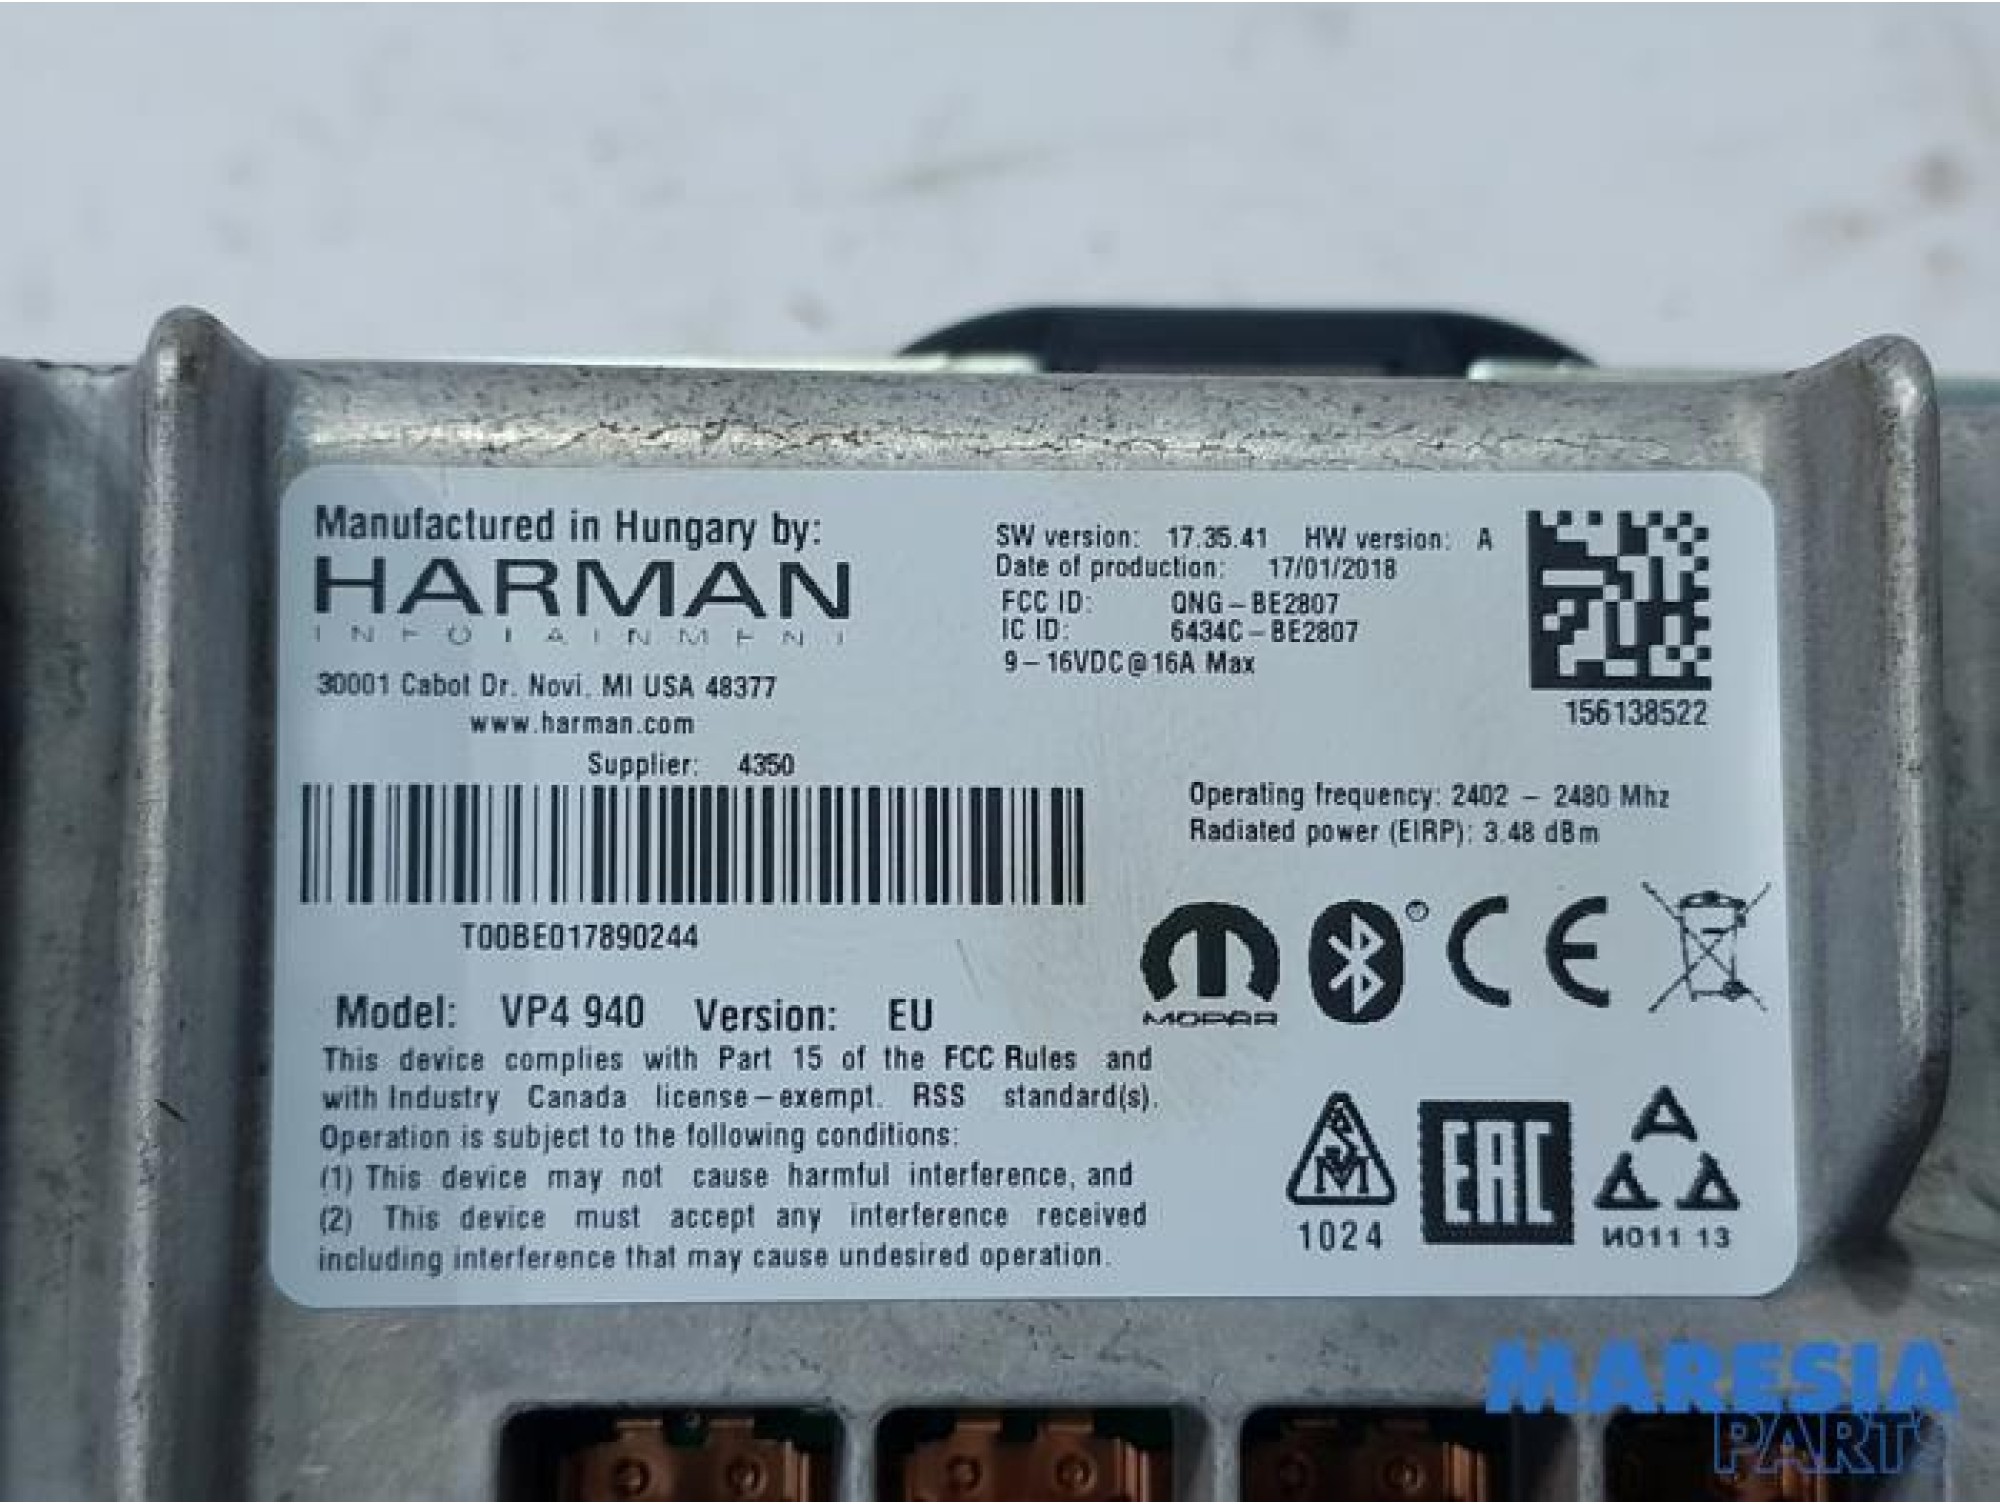 Manufactured in Hungary by:
HARMAN
INFOTAINMENT
30001 Cabot Dr. Novi, MI USA 48377
www.harman.com
Supplier: 4350
T00BE017890244
SW version: 17.35.41 HW version: A
Date of production: 17/01/2018
FCC ID: QNG-BE2807
IC ID: 6434C-BE2807
9-16VDC@16A Max
156138522
Operating frequency: 2402 - 2480 Mhz
Radiated power (EIRP): 3.48 dBm
MOPAR
CE
Model: VP4 940 Version: EU
This device complies with Part 15 of the FCC Rules and
with Industry Canada license-exempt. RSS standard(s).
Operation is subject to the following conditions:
(1) This device may not cause harmful interference, and
(2) This device must accept any interference received
including interference that may cause undesired operation.
1024
EAC
И011 13
MARESIA
PARTS